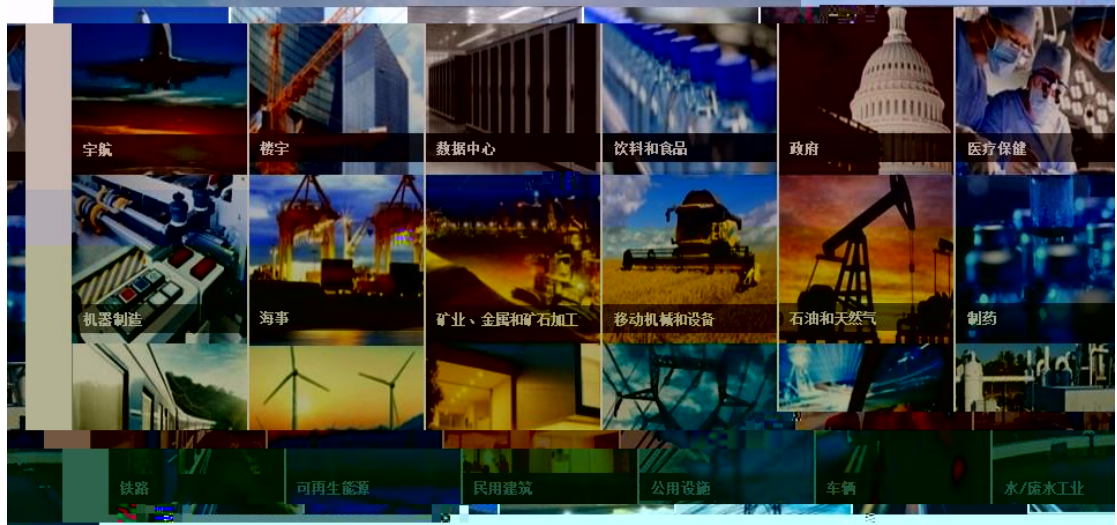 宇航
楼宇
数据中心
饮料和食品
政府
医疗保健
机器制造
海事
矿业、金属和矿石加工
移动机械和设备
石油和天然气
制药
铁路
可再生能源
民用建筑
公用设施
车辆
水/废水工业